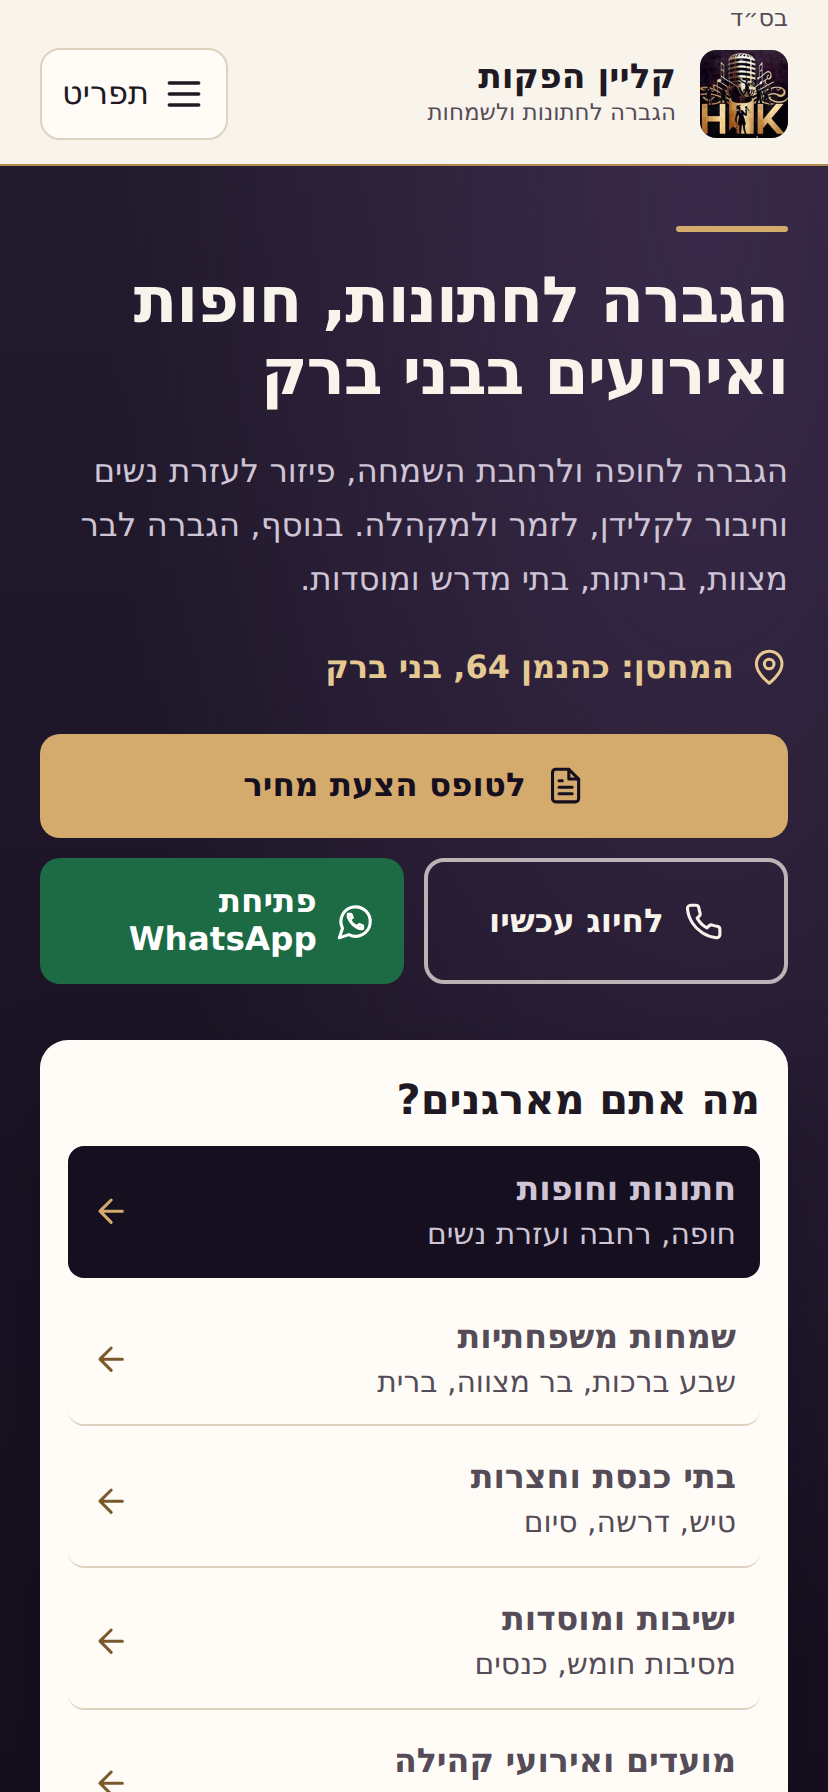 בס״ד
קליין הפקות
הגברה לחתונות ולשמחות
תפריט
HK
הגברה לחתונות, חופות
ואירועים בבני ברק
הגברה לחופה ולרחבת השמחה, פיזור לעזרת נשים
וחיבור לקלידן, לזמר ולמקהלה. בנוסף, הגברה לבר
מצוות, בריתות, בתי מדרש ומוסדות.
המחסן: כהנמן 64, בני ברק
לטופס הצעת מחיר
לחיוג עכשיו
פתיחת
WhatsApp
מה אתם מארגנים?
חתונות וחופות
חופה, רחבה ועזרת נשים
שמחות משפחתיות
שבע ברכות, בר מצווה, ברית
בתי כנסת וחצרות
טיש, דרשה, סיום
ישיבות ומוסדות
מסיבות חומש, כנסים
מועדים ואירועי קהילה